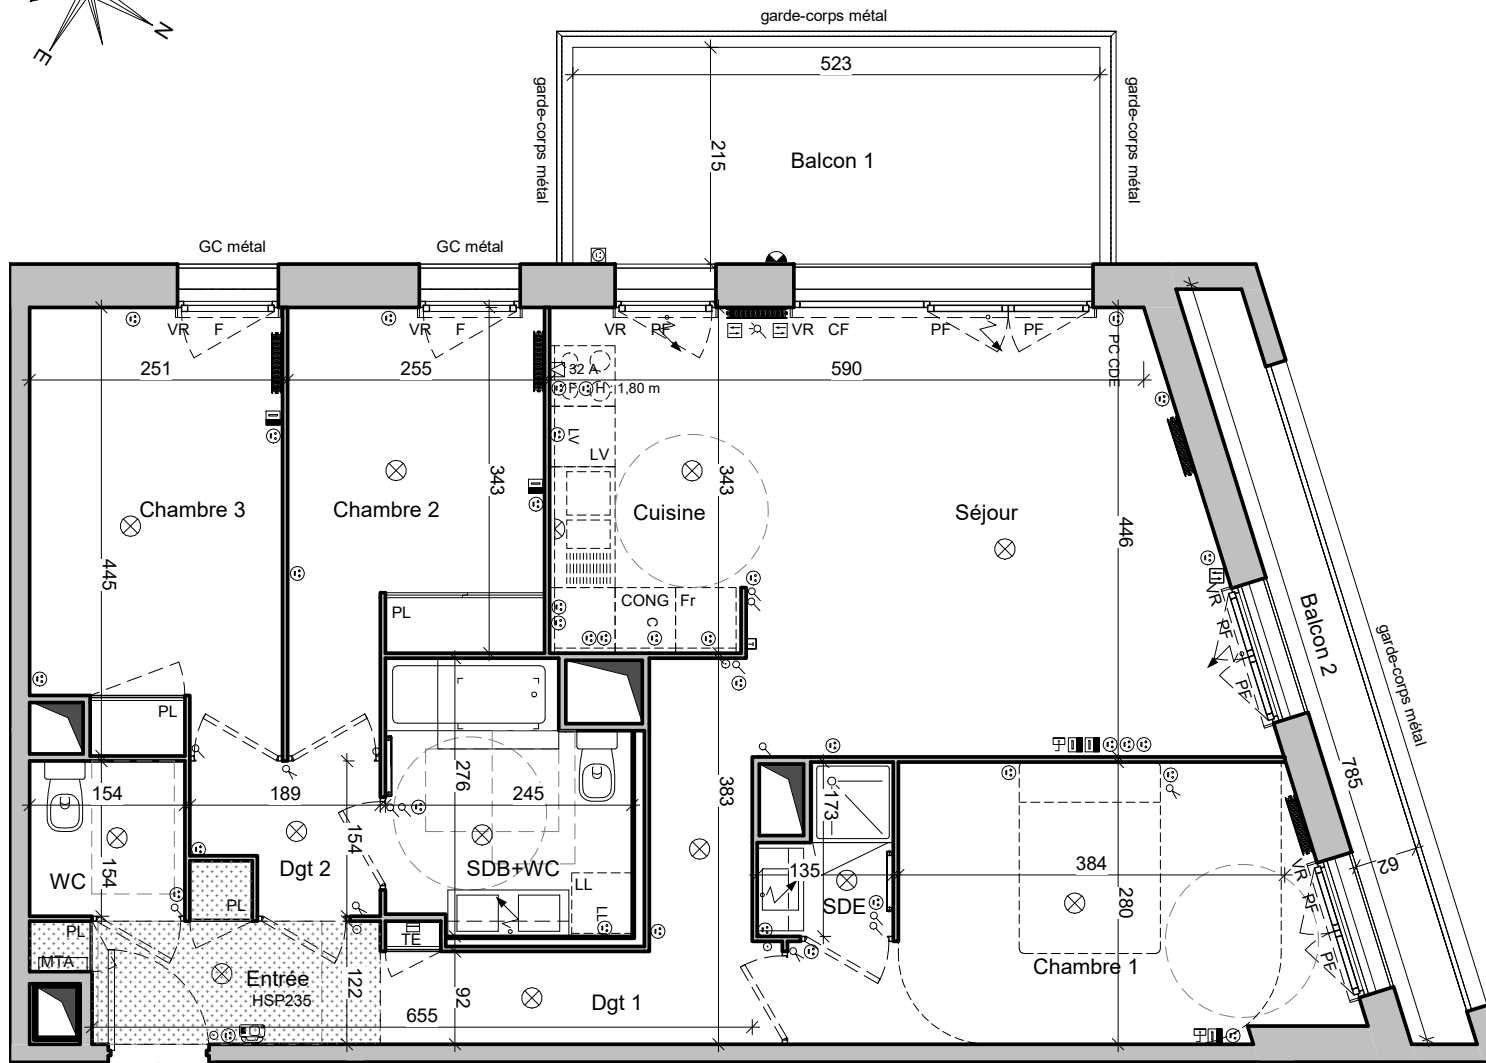 garde-corps métal
N
E
523
garde-corps métal
garde-corps métal
215
Balcon 1
GC métal
GC métal
VR F
VR F
VR PF
VR CF
PF
PF
PC CDE
251
255
590
32 A
F H : 1,80 m
LV
LV
343
343
446
Chambre 3
Chambre 2
Cuisine
Séjour
445
CONG
Fr
C
PL
VR
PF
PF
Balcon 2
garde-corps métal
PL
785
154
189
276
245
383
173
154
154
135
384
62
WC
Dgt 2
SDB+WC
LL
LL
SDE
280
VR
PF
PF
PL
PL
TE
MTA
Entrée
HSP235
122
92
Dgt 1
Chambre 1
655